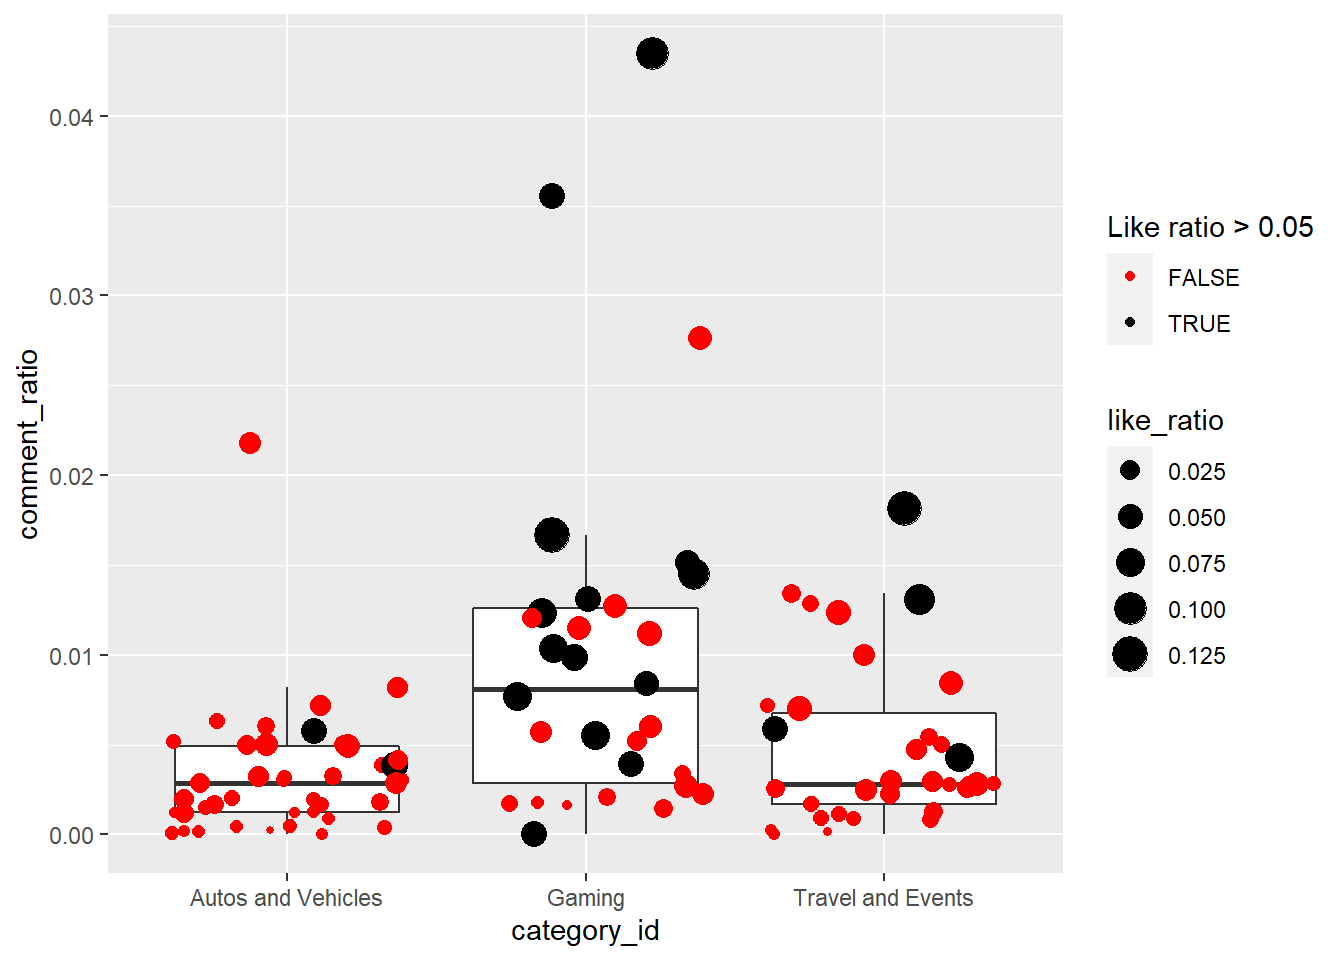 comment_ratio
0.04
0.03
0.02
0.01
0.00
Autos and Vehicles
Gaming
Travel and Events
category_id
Like ratio > 0.05
FALSE
TRUE
like_ratio
0.025
0.050
0.075
0.100
0.125